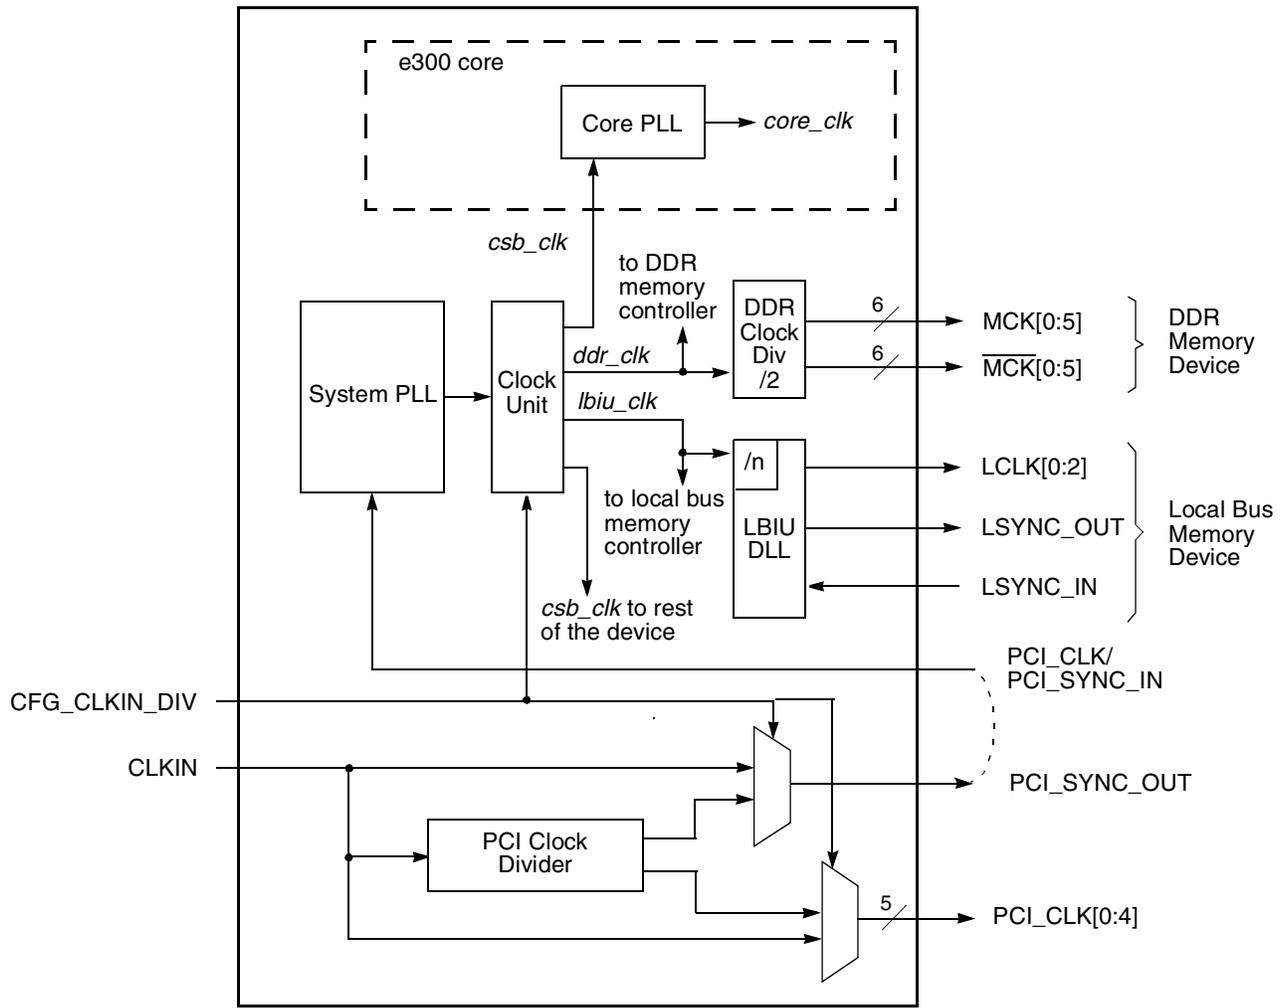 e300 core
Core PLL
core_clk
csb_clk
to DDR
memory
controller
DDR
Clock
Div
/2
6
MCK[0:5]
6
MCK[0:5]
DDR
Memory
Device
System PLL
Clock
Unit
ddr_clk
lbiu_clk
/n
LBIU
DLL
LCLK[0:2]
LSYNC_OUT
LSYNC_IN
Local Bus
Memory
Device
to local bus
memory
controller
csb_clk to rest
of the device
PCI_CLK/
PCI_SYNC_IN
CFG_CLKIN_DIV
CLKIN
PCI_SYNC_OUT
PCI Clock
Divider
5
PCI_CLK[0:4]